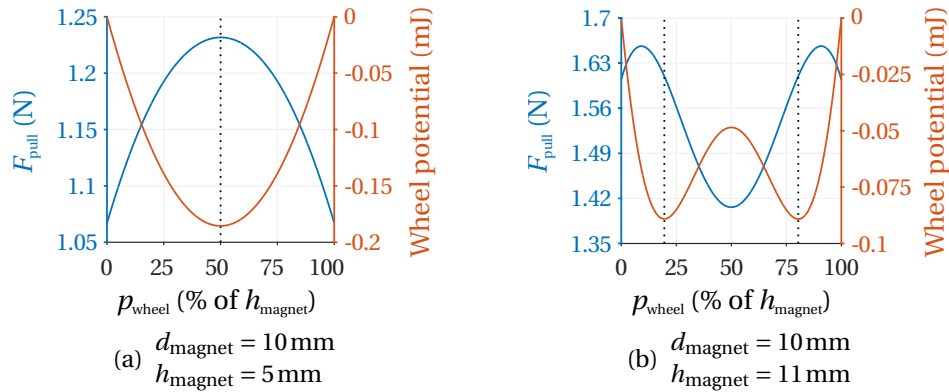 1.25
1.2
1.15
1.1
1.05
F_pull (N)
0
-0.05
-0.1
-0.15
-0.2
Wheel potential (mJ)
0 25 50 75 100
p_wheel (% of h_magnet)
(a) d_magnet = 10 mm
h_magnet = 5 mm
1.7
1.63
1.56
1.49
1.42
1.35
F_pull (N)
0
-0.025
-0.05
-0.075
-0.1
Wheel potential (mJ)
0 25 50 75 100
p_wheel (% of h_magnet)
(b) d_magnet = 10 mm
h_magnet = 11 mm